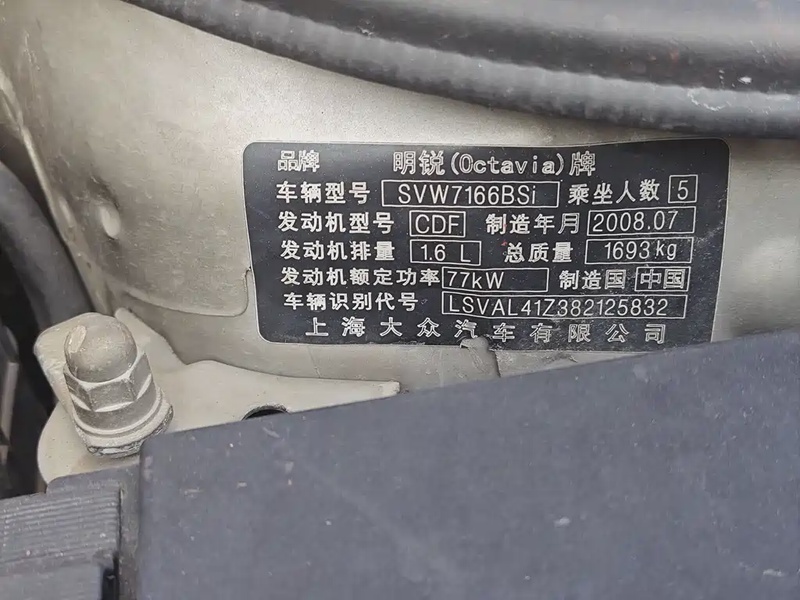 品牌 明锐(Octavia)牌
车辆型号 SVW7166BSi 乘坐人数 5
发动机型号 CDF 制造年月 2008.07
发动机排量 1.6 L 总质量 1693kg
发动机额定功率 77kW 制造国 中国
车辆识别代号 LSVAL41Z382125832
上海大众汽车有限公司